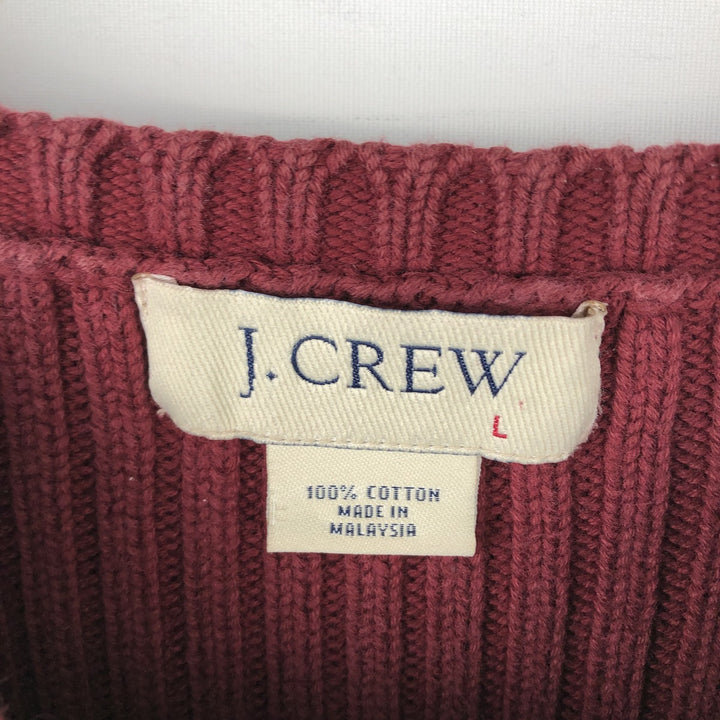 J. CREW
L
100% COTTON
MADE IN
MALAYSIA